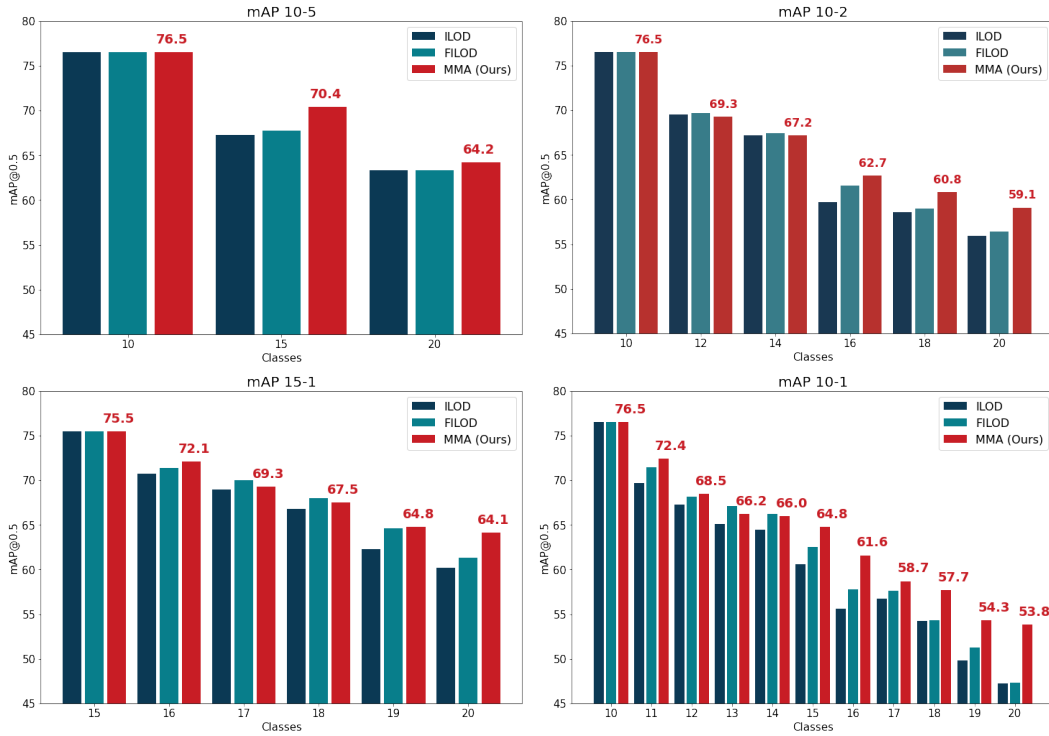 mAP 10-5
80
75
70
65
60
55
50
45
mAP@0.5
76.5
70.4
64.2
ILOD
FILOD
MMA (Ours)
10 15 20
Classes
mAP 10-2
80
75
70
65
60
55
50
45
mAP@0.5
76.5
69.3
67.2
62.7
60.8
59.1
ILOD
FILOD
MMA (Ours)
10 12 14 16 18 20
Classes
mAP 15-1
80
75
70
65
60
55
50
45
mAP@0.5
75.5
72.1
69.3
67.5
64.8
64.1
ILOD
FILOD
MMA (Ours)
15 16 17 18 19 20
Classes
mAP 10-1
80
75
70
65
60
55
50
45
mAP@0.5
76.5
72.4
68.5
66.2
66.0
64.8
61.6
58.7
57.7
54.3
53.8
ILOD
FILOD
MMA (Ours)
10 11 12 13 14 15 16 17 18 19 20
Classes